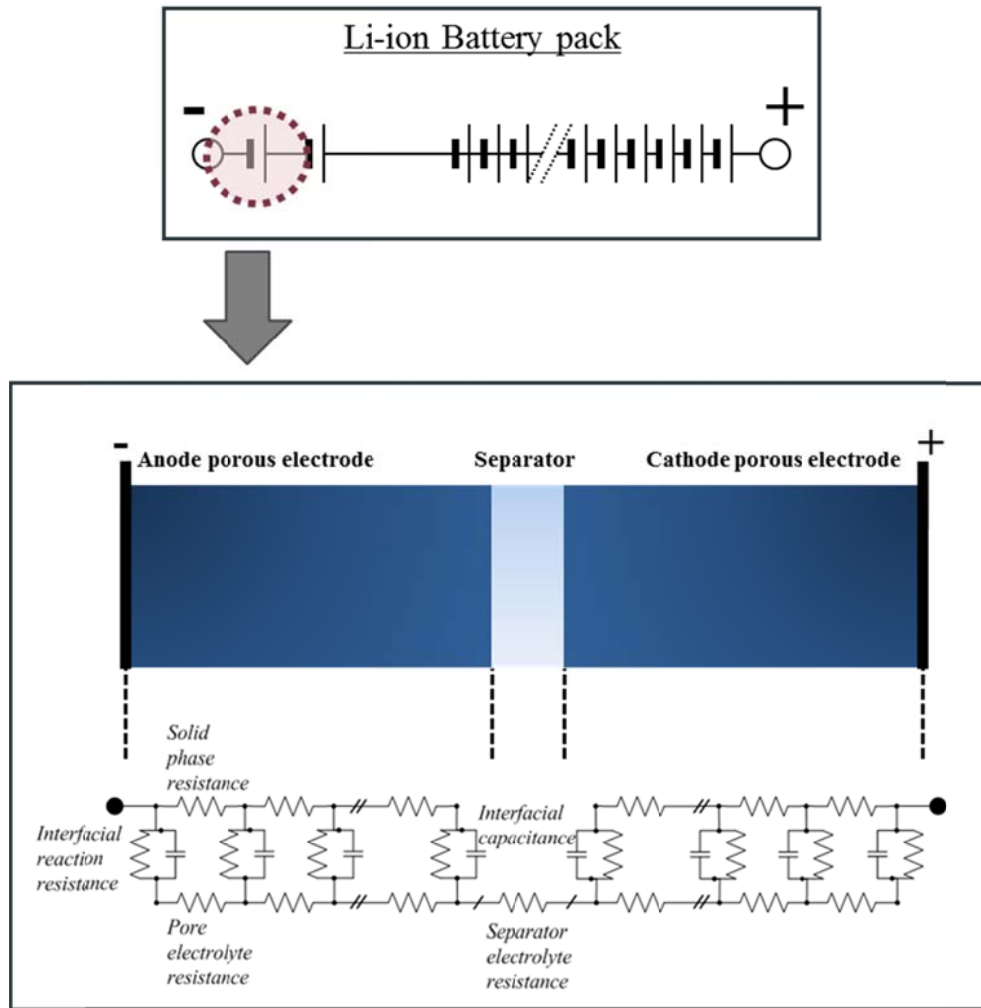 Li-ion Battery pack
- +
- +
Anode porous electrode Separator Cathode porous electrode
Solid
phase
resistance
Interfacial
capacitance
Interfacial
reaction
resistance
Pore
electrolyte
resistance
Separator
electrolyte
resistance